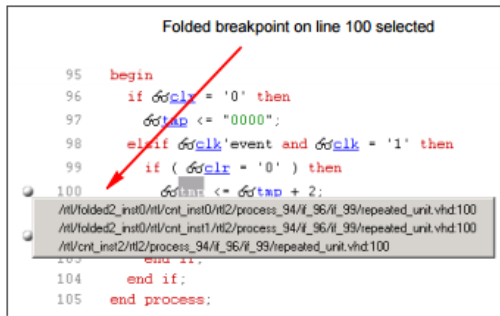 Folded breakpoint on line 100 selected
95 begin
96 if clr = '0' then
97 tmp <= "0000";
98 elsif clk'event and clk = '1' then
99 if ( clr = '0' ) then
100 tmp <= tmp + 2;
/rtl/folded2_inst0/rtl/cnt_inst0/rtl2/process_94/if_96/if_99/repeated_unit.vhd:100
/rtl/folded2_inst0/rtl/cnt_inst1/rtl2/process_94/if_96/if_99/repeated_unit.vhd:100
/rtl/cnt_inst2/rtl2/process_94/if_96/if_99/repeated_unit.vhd:100
103 end if;
104 end if;
105 end process;